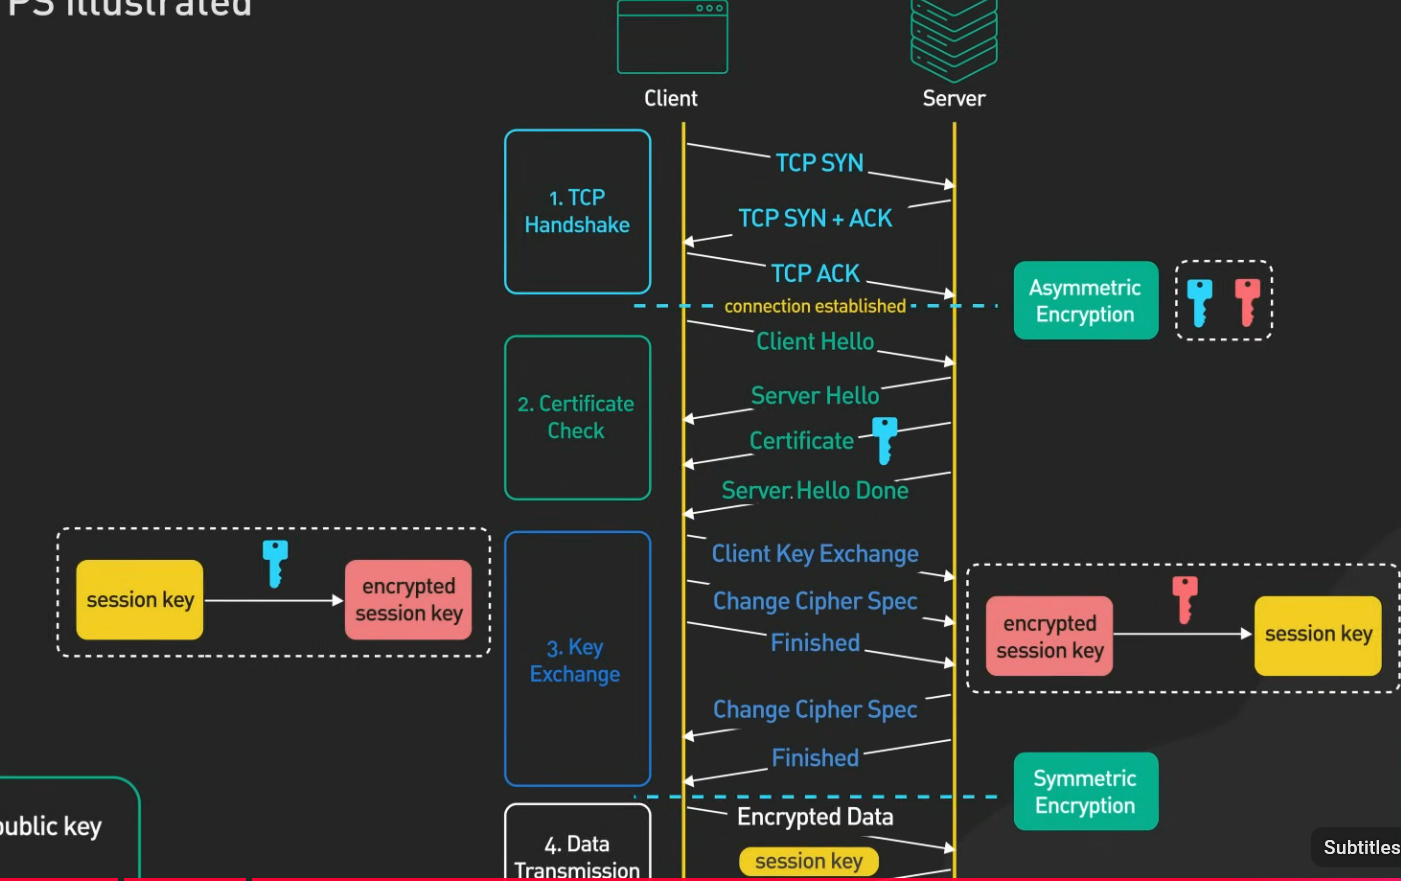 PS illustrated
Client
Server
1. TCP
Handshake
TCP SYN
TCP SYN + ACK
TCP ACK
connection established
Asymmetric
Encryption
2. Certificate
Check
Client Hello
Server Hello
Certificate
Server Hello Done
session key
encrypted
session key
3. Key
Exchange
Client Key Exchange
Change Cipher Spec
Finished
Change Cipher Spec
Finished
encrypted
session key
session key
Symmetric
Encryption
public key
4. Data
Transmission
Encrypted Data
session key
Subtitles